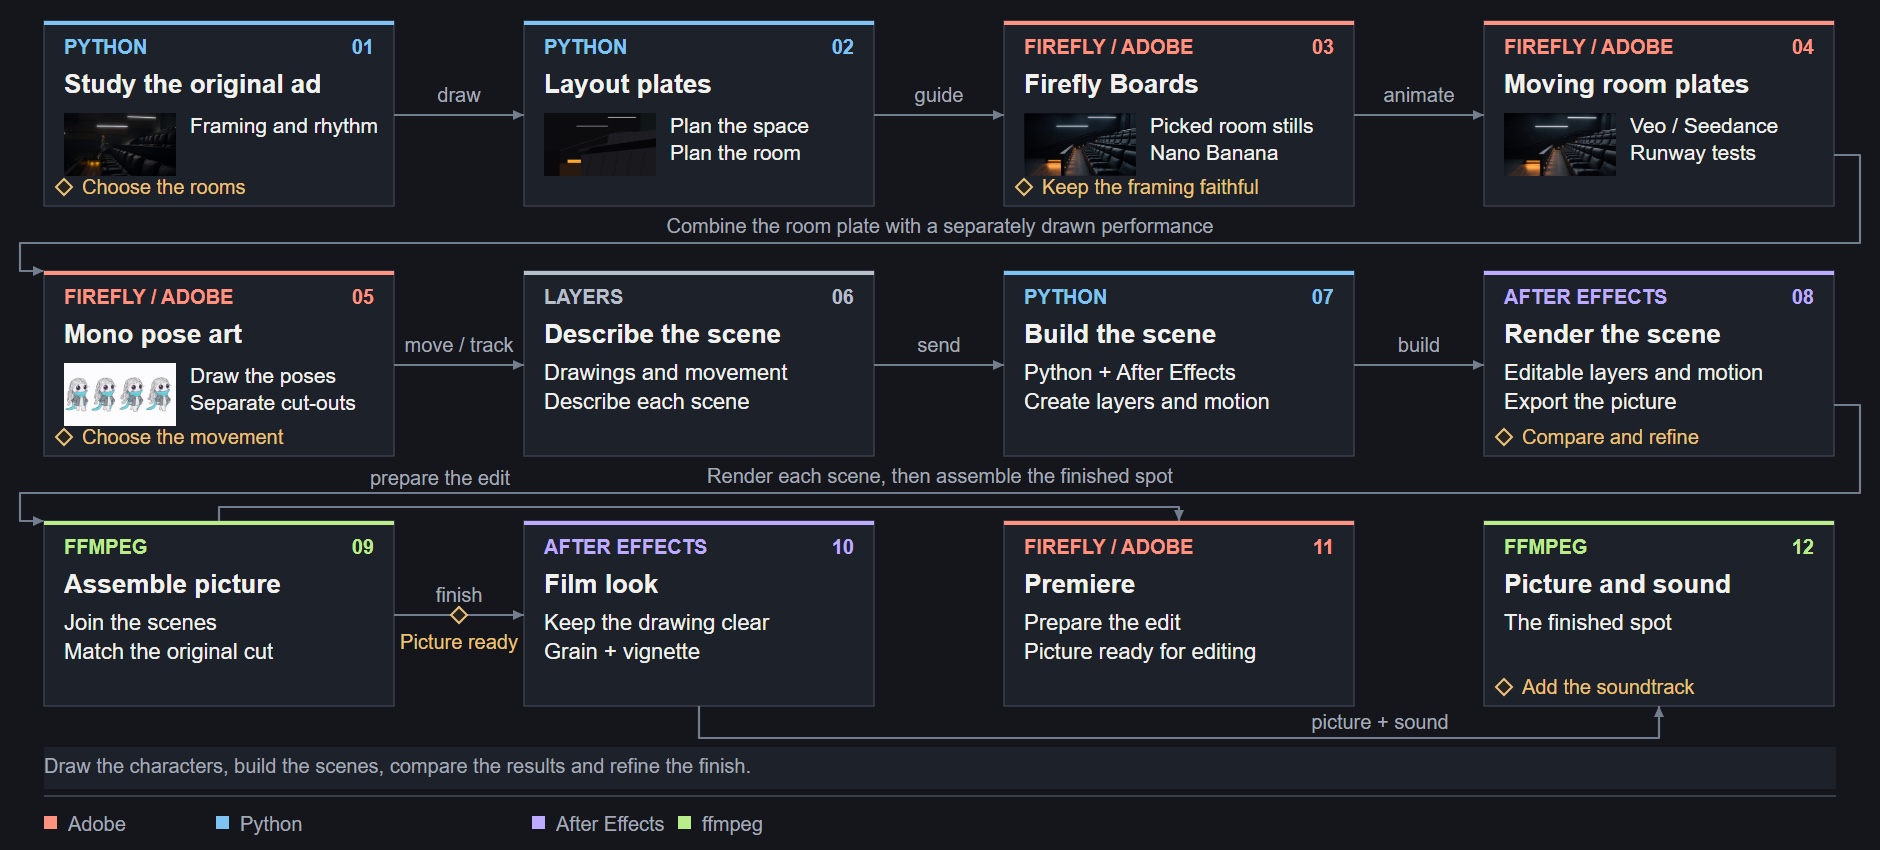 PYTHON 01
Study the original ad
Framing and rhythm
Choose the rooms
draw
PYTHON 02
Layout plates
Plan the space
Plan the room
guide
FIREFLY / ADOBE 03
Firefly Boards
Picked room stills
Nano Banana
Keep the framing faithful
animate
FIREFLY / ADOBE 04
Moving room plates
Veo / Seedance
Runway tests
Combine the room plate with a separately drawn performance
FIREFLY / ADOBE 05
Mono pose art
Draw the poses
Separate cut-outs
Choose the movement
move / track
LAYERS 06
Describe the scene
Drawings and movement
Describe each scene
send
PYTHON 07
Build the scene
Python + After Effects
Create layers and motion
build
AFTER EFFECTS 08
Render the scene
Editable layers and motion
Export the picture
Compare and refine
prepare the edit
Render each scene, then assemble the finished spot
FFMPEG 09
Assemble picture
Join the scenes
Match the original cut
finish
Picture ready
AFTER EFFECTS 10
Film look
Keep the drawing clear
Grain + vignette
FIREFLY / ADOBE 11
Premiere
Prepare the edit
Picture ready for editing
FFMPEG 12
Picture and sound
The finished spot
Add the soundtrack
picture + sound
Draw the characters, build the scenes, compare the results and refine the finish.
Adobe
Python
After Effects
ffmpeg